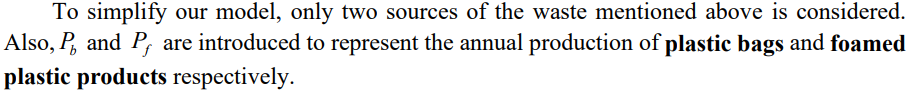 To simplify our model, only two sources of the waste mentioned above is considered.
Also, P_b and P_f are introduced to represent the annual production of plastic bags and foamed
plastic products respectively.